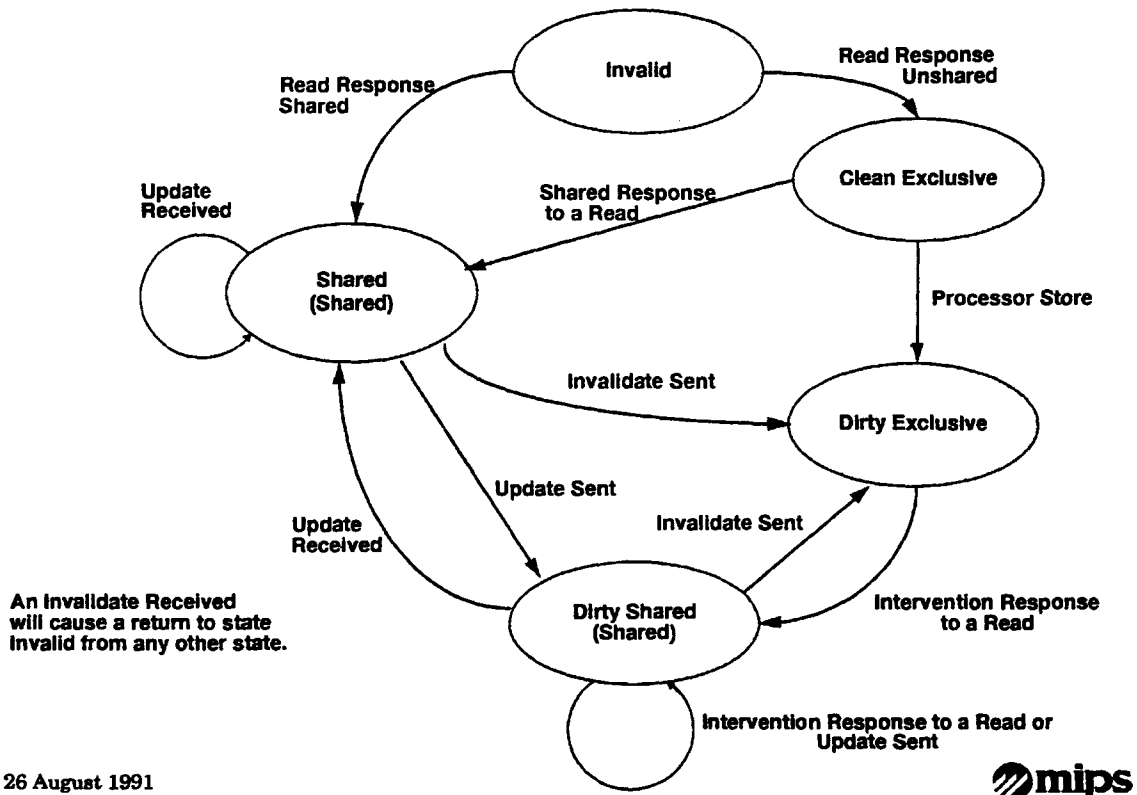 Invalid
Read Response
Unshared
Read Response
Shared
Clean Exclusive
Shared Response
to a Read
Update
Received
Shared
(Shared)
Processor Store
Invalidate Sent
Dirty Exclusive
Update Sent
Invalidate Sent
Update
Received
Dirty Shared
(Shared)
Intervention Response
to a Read
An Invalidate Received
will cause a return to state
Invalid from any other state.
Intervention Response to a Read or
Update Sent
26 August 1991
mips